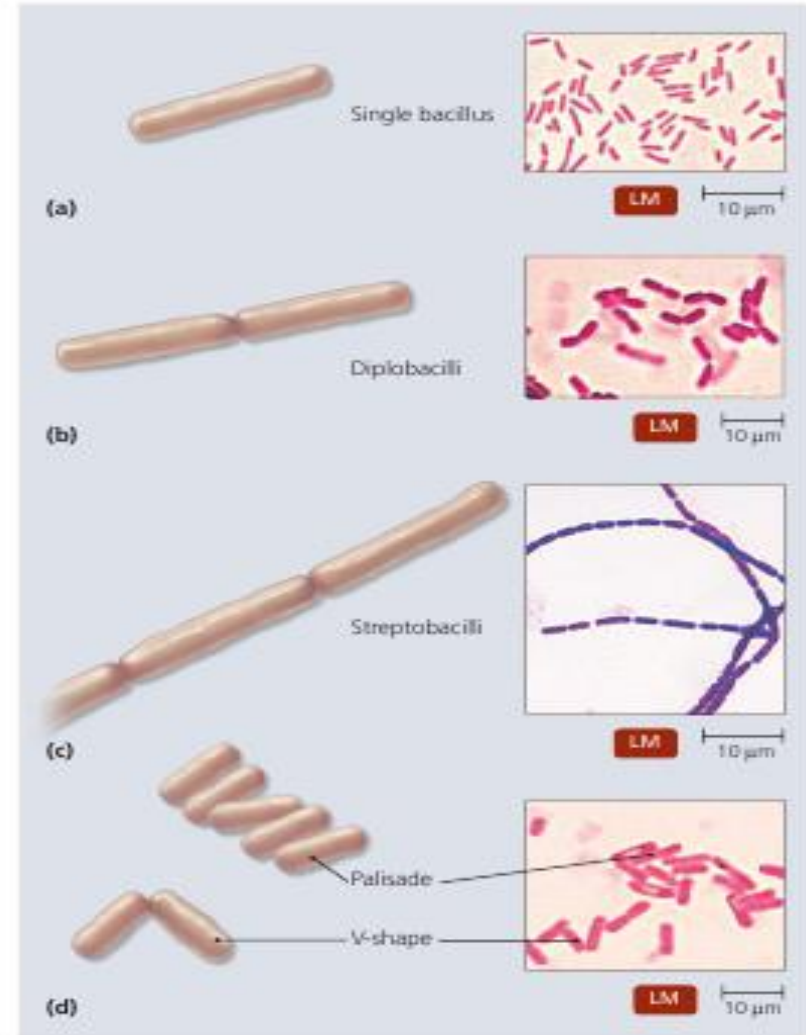 Single bacillus
(a)
LM
10 μm
Diplobacilli
(b)
LM
10 μm
Streptobacilli
(c)
LM
10 μm
Palisade
V-shape
(d)
LM
10 μm